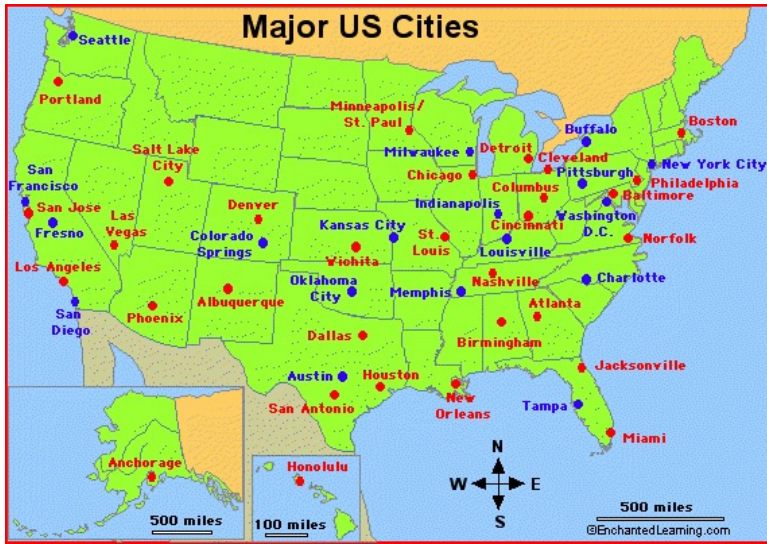 Major US Cities
Seattle
Portland
Minneapolis/
St. Paul
Boston
Buffalo
Salt Lake
City
Milwaukee
Detroit
Cleveland
New York City
San
Francisco
Chicago
Pittsburgh
Philadelphia
Columbus
Baltimore
San Jose
Denver
Indianapolis
Washington
D.C.
Las
Vegas
Fresno
Kansas City
St.
Louis
Cincinnati
Colorado
Springs
Norfolk
Wichita
Louisville
Los Angeles
Nashville
Charlotte
Oklahoma
City
Memphis
Albuquerque
Atlanta
San
Diego
Phoenix
Dallas
Birmingham
Jacksonville
Austin
Houston
San Antonio
New
Orleans
Tampa
Miami
N
W
E
S
Anchorage
Honolulu
500 miles
100 miles
500 miles
©EnchantedLearning.com